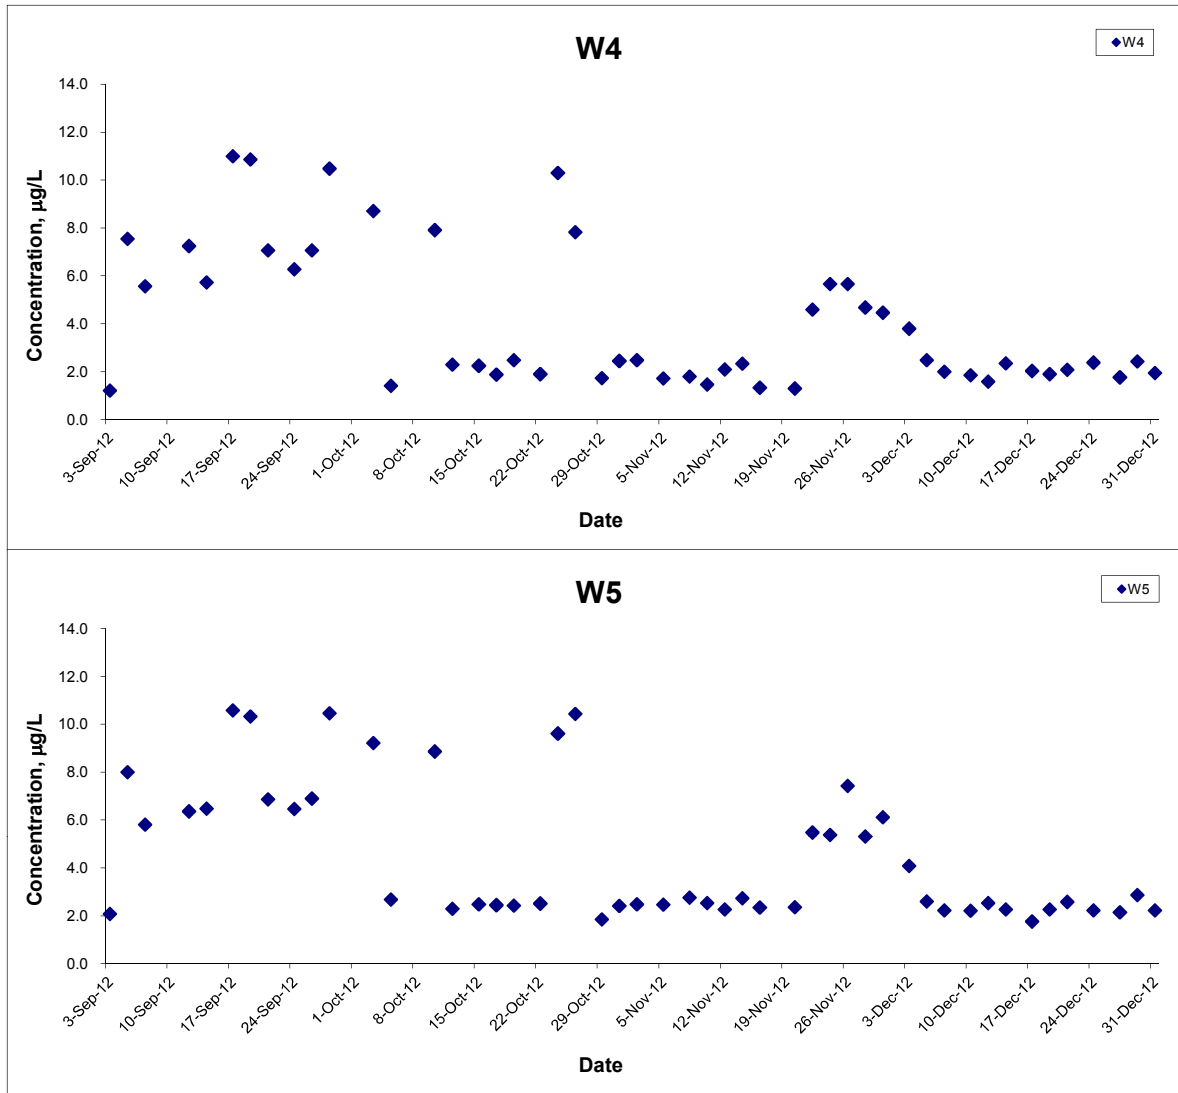 W4
W4
14.0
12.0
10.0
8.0
6.0
4.0
2.0
0.0
Concentration, µg/L
3-Sep-12
10-Sep-12
17-Sep-12
24-Sep-12
1-Oct-12
8-Oct-12
15-Oct-12
22-Oct-12
29-Oct-12
5-Nov-12
12-Nov-12
19-Nov-12
26-Nov-12
3-Dec-12
10-Dec-12
17-Dec-12
24-Dec-12
31-Dec-12
Date
W5
W5
14.0
12.0
10.0
8.0
6.0
4.0
2.0
0.0
Concentration, µg/L
3-Sep-12
10-Sep-12
17-Sep-12
24-Sep-12
1-Oct-12
8-Oct-12
15-Oct-12
22-Oct-12
29-Oct-12
5-Nov-12
12-Nov-12
19-Nov-12
26-Nov-12
3-Dec-12
10-Dec-12
17-Dec-12
24-Dec-12
31-Dec-12
Date